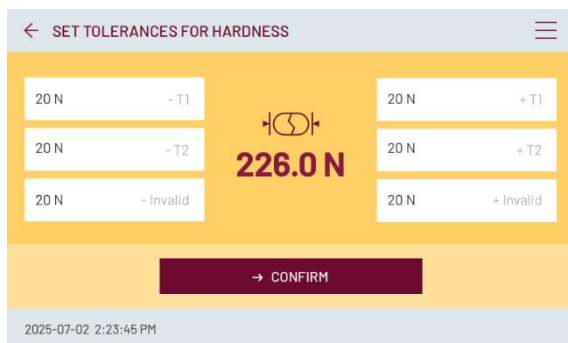 ← SET TOLERANCES FOR HARDNESS
20 N - T1
20 N - T2
20 N - Invalid
226.0 N
20 N + T1
20 N + T2
20 N + Invalid
→ CONFIRM
2025-07-02 2:23:45 PM